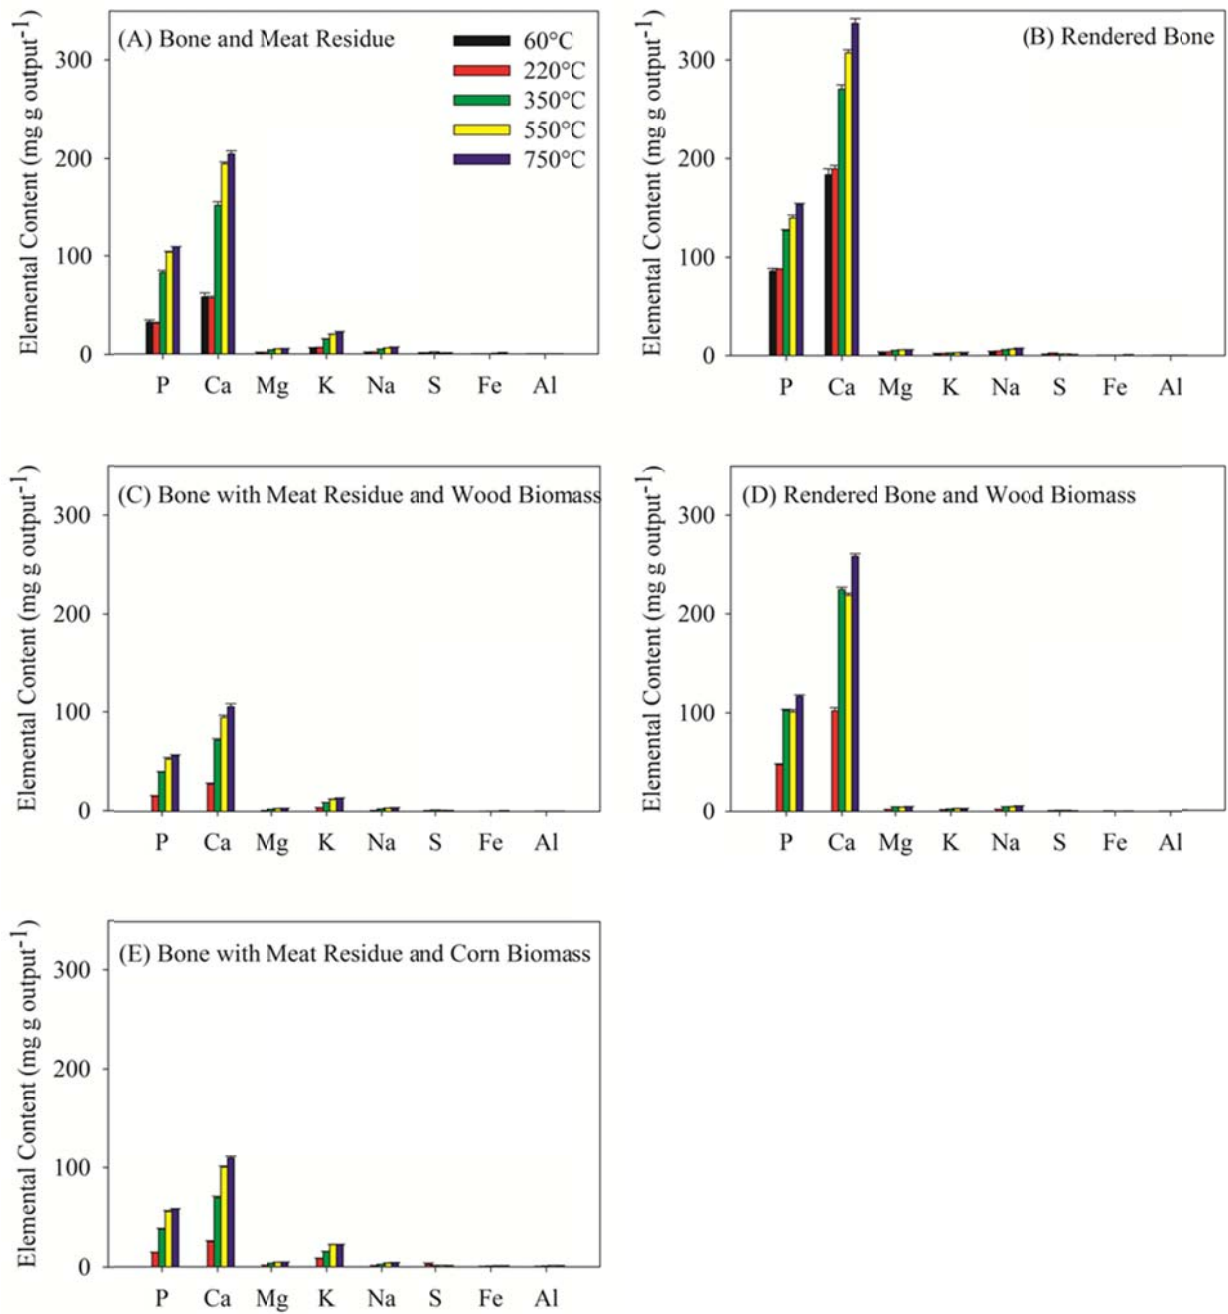 (A) Bone and Meat Residue
60°C
220°C
350°C
550°C
750°C
Elemental Content (mg g output-1)
300
200
100
0
P Ca Mg K Na S Fe Al
(B) Rendered Bone
Elemental Content (mg g output-1)
300
200
100
0
P Ca Mg K Na S Fe Al
(C) Bone with Meat Residue and Wood Biomass
Elemental Content (mg g output-1)
300
200
100
0
P Ca Mg K Na S Fe Al
(D) Rendered Bone and Wood Biomass
Elemental Content (mg g output-1)
300
200
100
0
P Ca Mg K Na S Fe Al
(E) Bone with Meat Residue and Corn Biomass
Elemental Content (mg g output-1)
300
200
100
0
P Ca Mg K Na S Fe Al